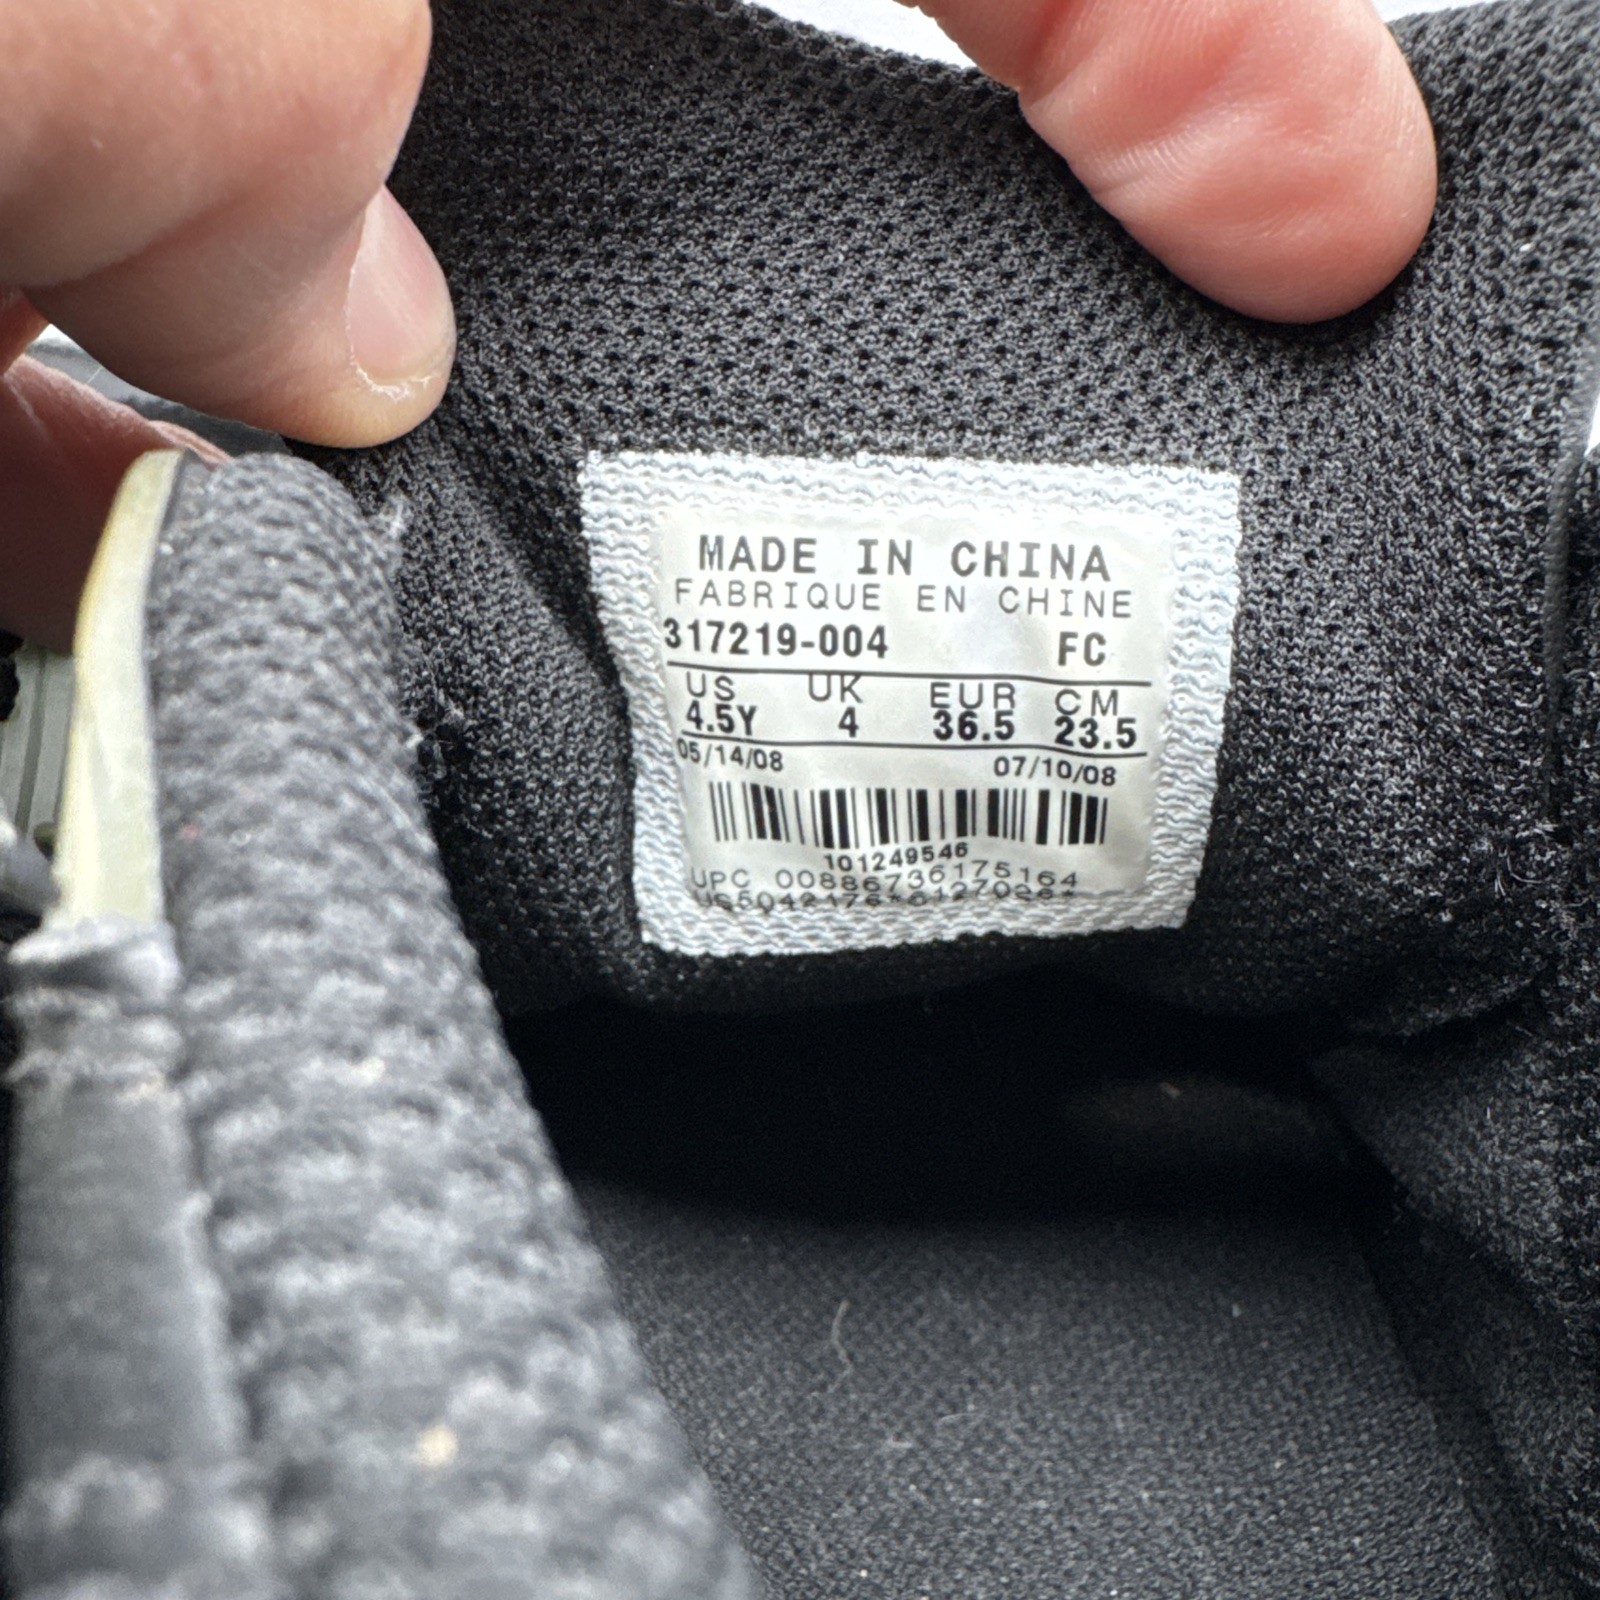 MADE IN CHINA
FABRIQUE EN CHINE
317219-004 FC
US UK EUR CM
4.5Y 4 36.5 23.5
05/14/08 07/10/08
101249546
UPC 00886736175164